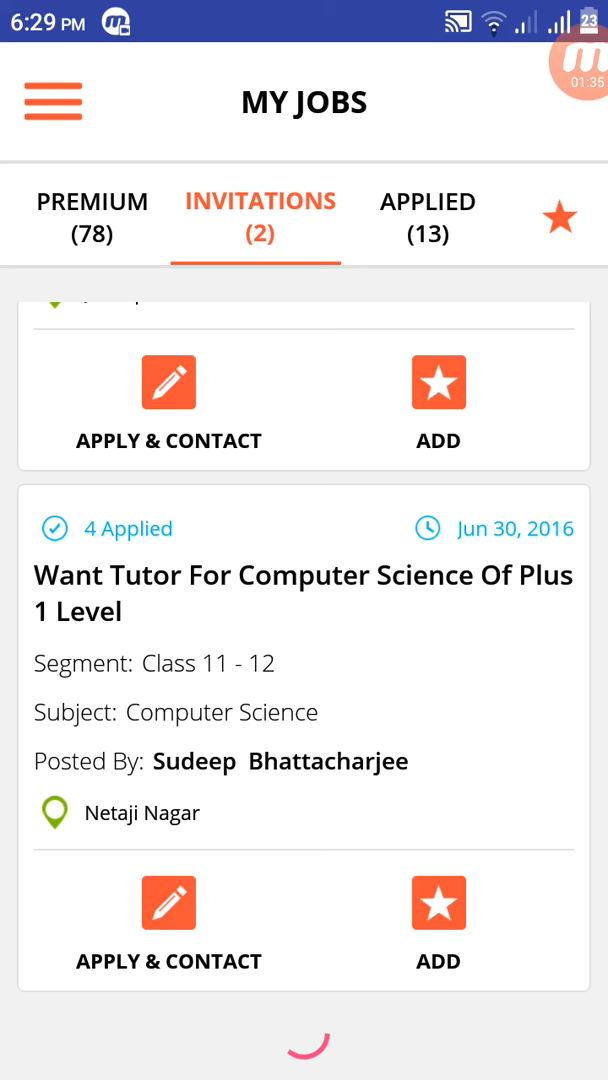 6:29 PM
23
01:35
MY JOBS
PREMIUM
(78)
INVITATIONS
(2)
APPLIED
(13)
APPLY & CONTACT
ADD
4 Applied
Jun 30, 2016
Want Tutor For Computer Science Of Plus
1 Level
Segment: Class 11 - 12
Subject: Computer Science
Posted By: Sudeep Bhattacharjee
Netaji Nagar
APPLY & CONTACT
ADD